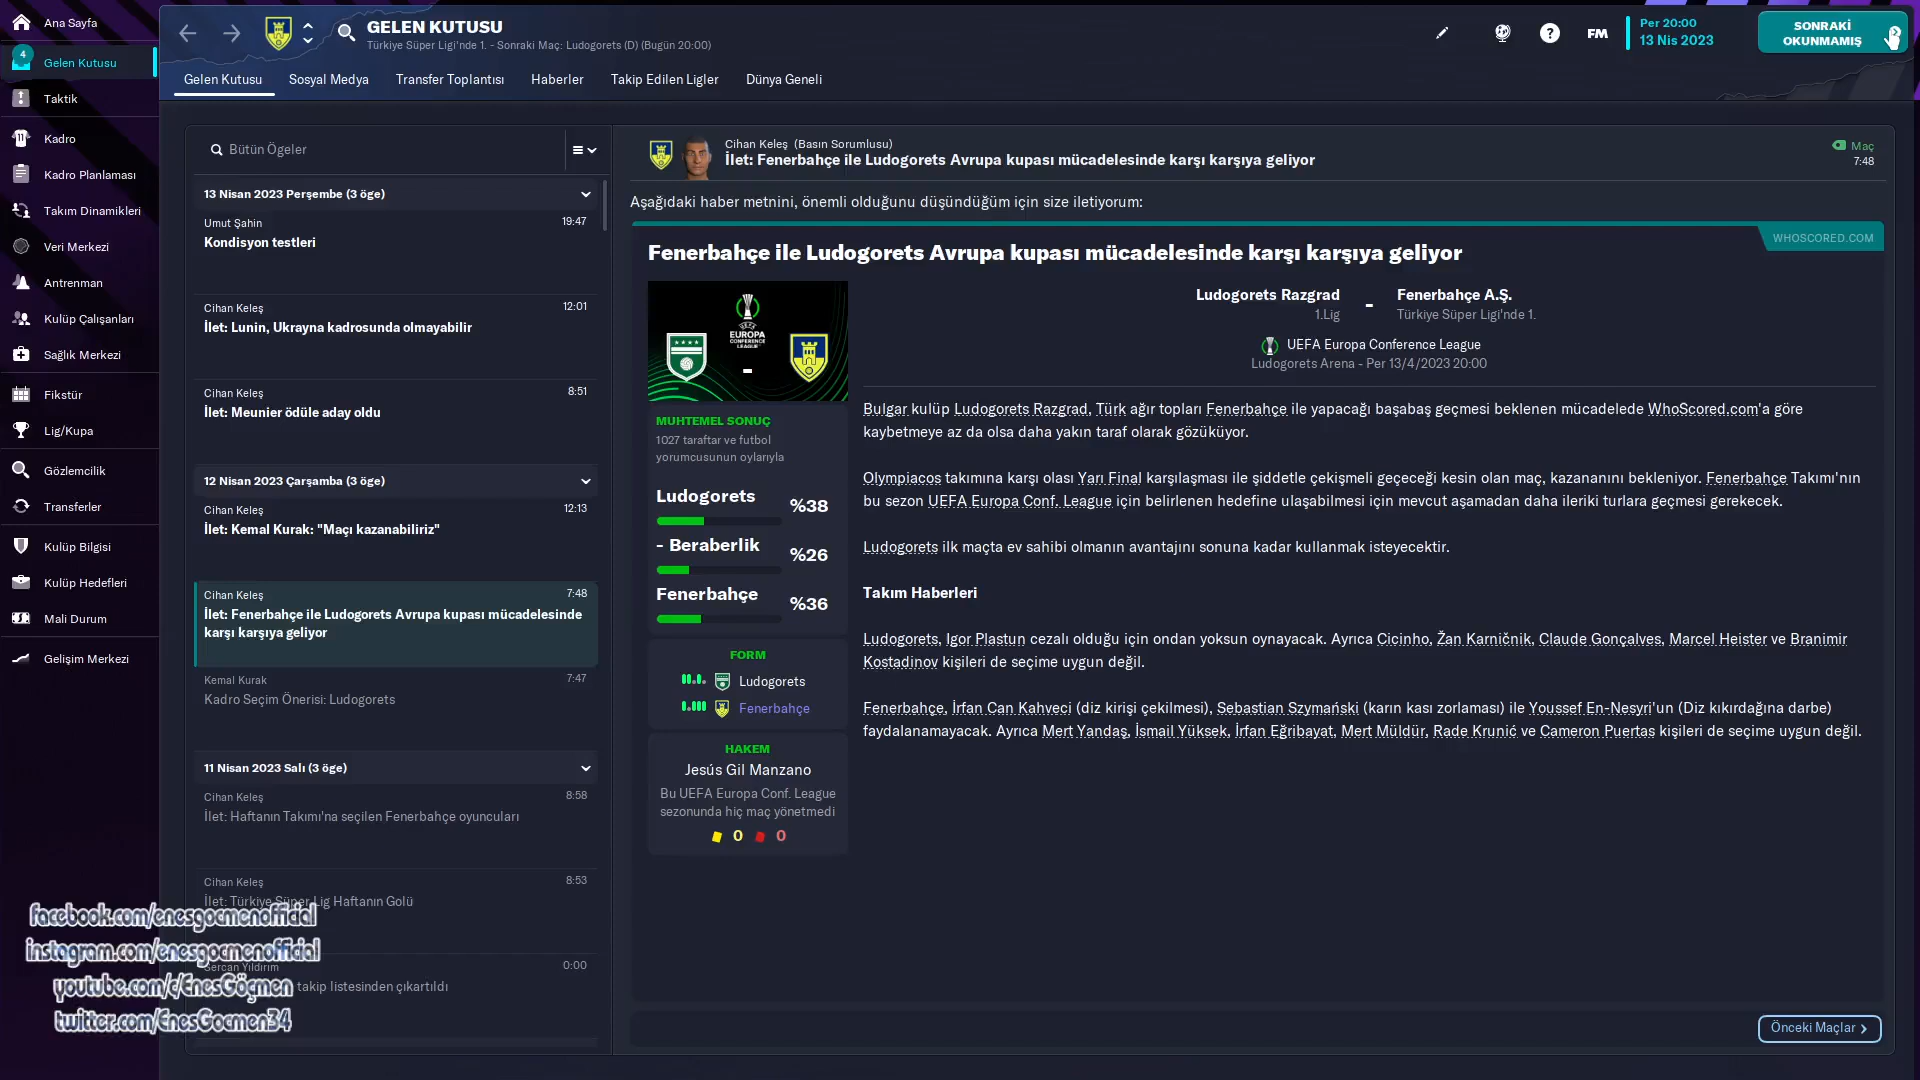 Ana Sayfa
4
Gelen Kutusu
Taktik
Kadro
Kadro Planlaması
Takım Dinamikleri
Veri Merkezi
Antrenman
Kulüp Çalışanları
Sağlık Merkezi
Fikstür
Lig/Kupa
Gözlemcilik
Transferler
Kulüp Bilgisi
Kulüp Hedefleri
Mali Durum
Gelişim Merkezi
GELEN KUTUSU
Türkiye Süper Ligi'nde 1. - Sonraki Maç: Ludogorets (D) (Bugün 20:00)
FM
Per 20:00
13 Nis 2023
SONRAKİ
OKUNMAMIŞ
Gelen Kutusu Sosyal Medya Transfer Toplantısı Haberler Takip Edilen Ligler Dünya Geneli
Bütün Ögeler
13 Nisan 2023 Perşembe (3 öge)
Umut Şahin 19:47
Kondisyon testleri
Cihan Keleş 12:01
İlet: Lunin, Ukrayna kadrosunda olmayabilir
Cihan Keleş 8:51
İlet: Meunier ödüle aday oldu
12 Nisan 2023 Çarşamba (3 öge)
Cihan Keleş 12:13
İlet: Kemal Kurak: "Maçı kazanabiliriz"
Cihan Keleş 7:48
İlet: Fenerbahçe ile Ludogorets Avrupa kupası mücadelesinde
karşı karşıya geliyor
Kemal Kurak 7:47
Kadro Seçim Önerisi: Ludogorets
11 Nisan 2023 Salı (3 öge)
Cihan Keleş 8:58
İlet: Haftanın Takımı'na seçilen Fenerbahçe oyuncuları
Cihan Keleş 8:53
İlet: Türkiye Süper Lig Haftanın Golü
Sercan Yıldırım 0:00
takip listesinden çıkartıldı
Cihan Keleş (Basın Sorumlusu)
İlet: Fenerbahçe ile Ludogorets Avrupa kupası mücadelesinde karşı karşıya geliyor
Maç
7:48
Aşağıdaki haber metnini, önemli olduğunu düşündüğüm için size iletiyorum:
WHOSCORED.COM
Fenerbahçe ile Ludogorets Avrupa kupası mücadelesinde karşı karşıya geliyor
UEFA
EUROPA
CONFERENCE
LEAGUE
-
MUHTEMEL SONUÇ
1027 taraftar ve futbol
yorumcusunun oylarıyla
Ludogorets %38
- Beraberlik %26
Fenerbahçe %36
FORM
Ludogorets
Fenerbahçe
HAKEM
Jesús Gil Manzano
Bu UEFA Europa Conf. League
sezonunda hiç maç yönetmedi
0 0
Ludogorets Razgrad - Fenerbahçe A.Ş.
1.Lig Türkiye Süper Ligi'nde 1.
UEFA Europa Conference League
Ludogorets Arena - Per 13/4/2023 20:00
Bulgar kulüp Ludogorets Razgrad, Türk ağır topları Fenerbahçe ile yapacağı başabaş geçmesi beklenen mücadelede WhoScored.com'a göre
kaybetmeye az da olsa daha yakın taraf olarak gözüküyor.
Olympiacos takımına karşı olası Yarı Final karşılaşması ile şiddetle çekişmeli geçeceği kesin olan maç, kazananını bekleniyor. Fenerbahçe Takımı'nın
bu sezon UEFA Europa Conf. League için belirlenen hedefine ulaşabilmesi için mevcut aşamadan daha ileriki turlara geçmesi gerekecek.
Ludogorets ilk maçta ev sahibi olmanın avantajını sonuna kadar kullanmak isteyecektir.
Takım Haberleri
Ludogorets, Igor Plastun cezalı olduğu için ondan yoksun oynayacak. Ayrıca Cicinho, Žan Karničnik, Claude Gonçalves, Marcel Heister ve Branimir
Kostadinov kişileri de seçime uygun değil.
Fenerbahçe, İrfan Can Kahveci (diz kirişi çekilmesi), Sebastian Szymański (karın kası zorlaması) ile Youssef En-Nesyri'un (Diz kıkırdağına darbe)
faydalanamayacak. Ayrıca Mert Yandaş, İsmail Yüksek, İrfan Eğribayat, Mert Müldür, Rade Krunić ve Cameron Puertas kişileri de seçime uygun değil.
Önceki Maçlar
facebook.com/enesgocmenofficial
instagram.com/enesgocmenofficial
youtube.com/c/EnesGöçmen
twitter.com/EnesGocmen34